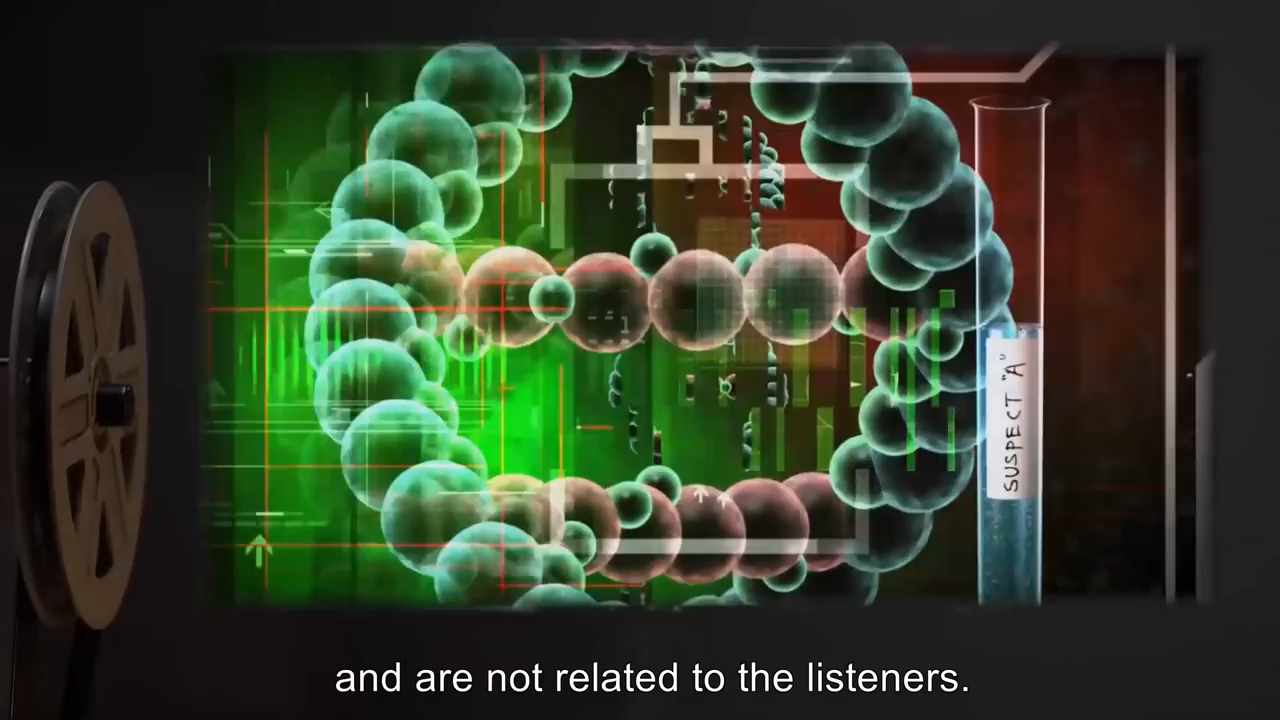 SUSPECT "A"
and are not related to the listeners.